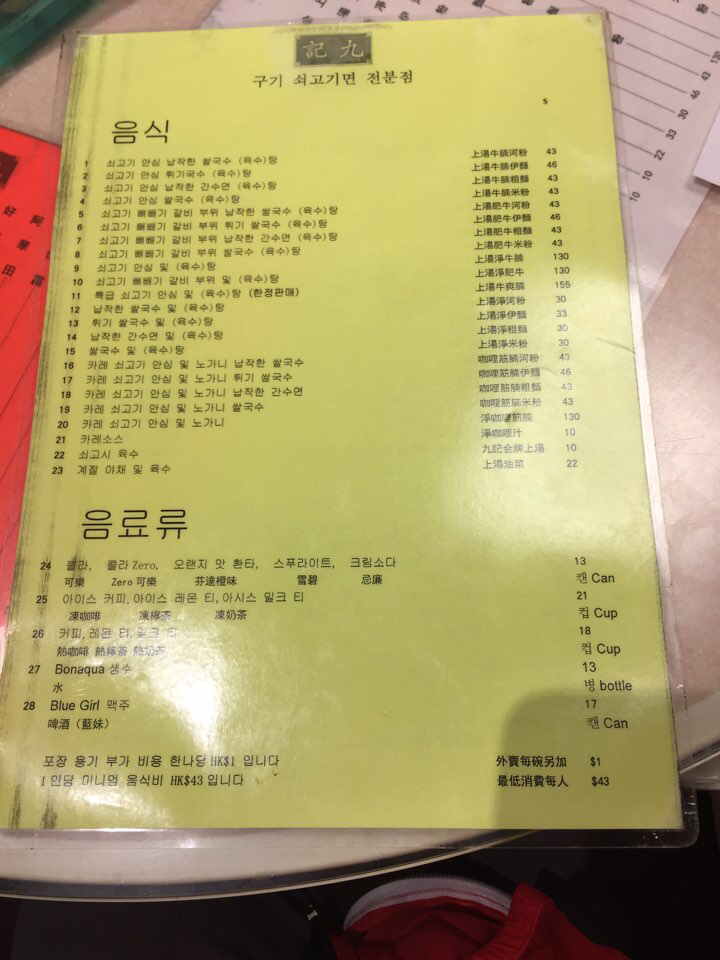 記九
구기 쇠고기면 전분점
$
음식
1 쇠고기 안심 납작한 쌀국수 (육수)탕 上湯牛腩河粉 43
2 쇠고기 안심 튀기국수 (육수)탕 上湯牛腩伊麵 46
3 쇠고기 안심 납작한 간수면 (육수)탕 上湯牛腩粗麵 43
4 쇠고기 안심 쌀국수 (육수)탕 上湯牛腩米粉 43
5 쇠고기 뼈빼기 갈비 부위 납작한 쌀국수 (육수)탕 上湯肥牛河粉 43
6 쇠고기 뼈빼기 갈비 부위 튀기 쌀국수 (육수)탕 上湯肥牛伊麵 46
7 쇠고기 뼈빼기 갈비 부위 납작한 간수면 (육수)탕 上湯肥牛粗麵 43
8 쇠고기 뼈빼기 갈비 부위 쌀국수 (육수)탕 上湯肥牛米粉 43
9 쇠고기 안심 및 (육수)탕 上湯淨牛腩 130
10 쇠고기 뼈빼기 갈비 부위 및 (육수)탕 上湯淨肥牛 130
11 특급 쇠고기 안심 및 (육수)탕 (한정판매) 上湯牛爽腩 155
12 납작한 쌀국수 및 (육수)탕 上湯淨河粉 30
13 튀기 쌀국수 및 (육수)탕 上湯淨伊麵 33
14 납작한 간수면 및 (육수)탕 上湯淨粗麵 30
15 쌀국수 및 (육수)탕 上湯淨米粉 30
16 카레 쇠고기 안심 및 노가니 납작한 쌀국수 咖哩筋腩河粉 43
17 카레 쇠고기 안심 및 노가니 튀기 쌀국수 咖哩筋腩伊麵 46
18 카레 쇠고기 안심 및 노가니 납작한 간수면 咖哩筋腩粗麵 43
19 카레 쇠고기 안심 및 노가니 쌀국수 咖哩筋腩米粉 43
20 카레 쇠고기 안심 및 노가니 淨咖哩筋腩 130
21 카레소스 淨咖哩汁 10
22 쇠고시 육수 九記金牌上湯 10
23 계절 야채 및 육수 上湯油菜 22
음료류
24 콜라, 콜라 Zero, 오랜지 맛 환타, 스푸라이트, 크림소다 13
可樂 Zero 可樂 芬達橙味 雪碧 忌廉 캔 Can
25 아이스 커피,아이스 레몬 티,아시스 밀크 티 21
凍咖啡 凍檸茶 凍奶茶 컵 Cup
26 커피,레몬 티,밀크 티 18
熱咖啡 熱檸茶 熱奶茶 컵 Cup
27 Bonaqua 생수 13
水 병 bottle
28 Blue Girl 맥주 17
啤酒（藍妹） 캔 Can
포장 용기 부가 비용 한나당 HK$1 입니다 外賣每碗另加 $1
1 인당 미니멈 음식비 HK$43 입니다 最低消費每人 $43